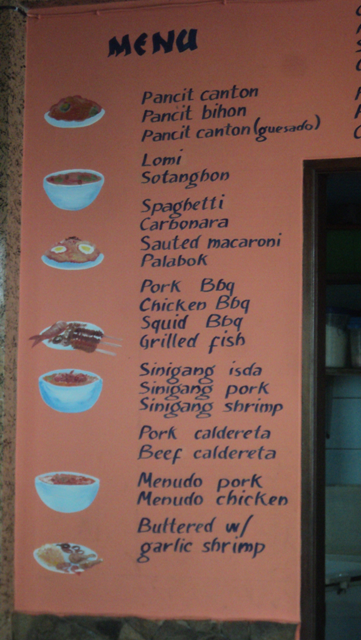 MENU
Pancit canton
Pancit bihon
Pancit canton (guesado)
Lomi
Sotanghon
Spaghetti
Carbonara
Sauted macaroni
Palabok
Pork Bbq
Chicken Bbq
Squid Bbq
Grilled fish
Sinigang isda
Sinigang pork
Sinigang shrimp
Pork caldereta
Beef caldereta
Menudo pork
Menudo chicken
Buttered w/
garlic shrimp